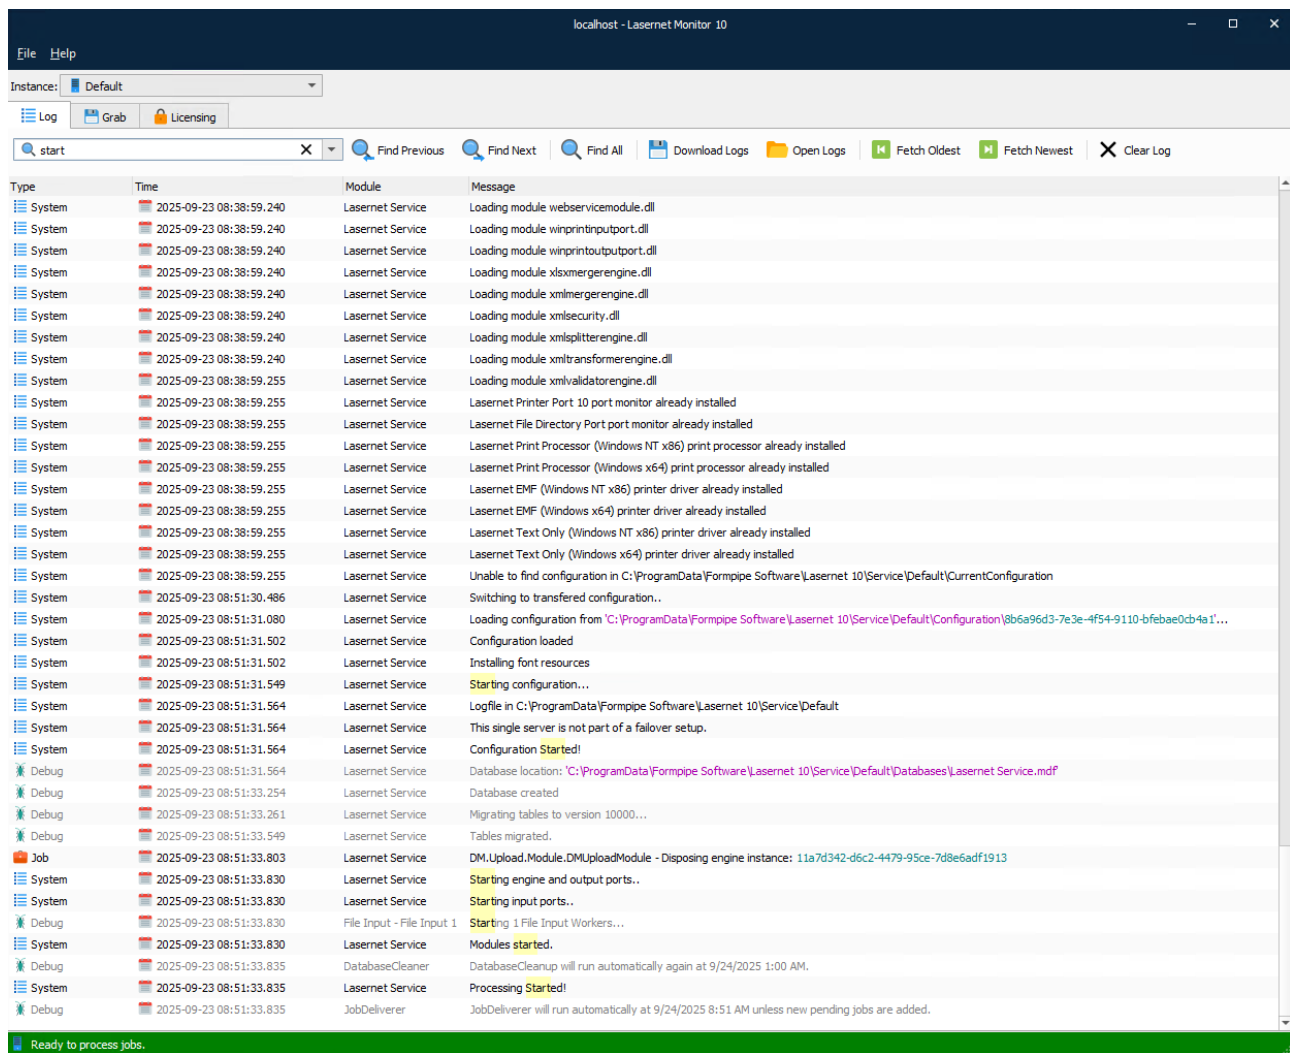 localhost - Lasernet Monitor 10
File Help
Instance: Default
Log Grab Licensing
start Find Previous Find Next Find All Download Logs Open Logs Fetch Oldest Fetch Newest Clear Log
Type Time Module Message
System 2025-09-23 08:38:59.240 Lasernet Service Loading module webservicemodule.dll
System 2025-09-23 08:38:59.240 Lasernet Service Loading module winprintinputport.dll
System 2025-09-23 08:38:59.240 Lasernet Service Loading module winprintoutputport.dll
System 2025-09-23 08:38:59.240 Lasernet Service Loading module xlsxmergerengine.dll
System 2025-09-23 08:38:59.240 Lasernet Service Loading module xmlmergerengine.dll
System 2025-09-23 08:38:59.240 Lasernet Service Loading module xmlsecurity.dll
System 2025-09-23 08:38:59.240 Lasernet Service Loading module xmlsplitterengine.dll
System 2025-09-23 08:38:59.240 Lasernet Service Loading module xmltransformerengine.dll
System 2025-09-23 08:38:59.255 Lasernet Service Loading module xmlvalidatorengine.dll
System 2025-09-23 08:38:59.255 Lasernet Service Lasernet Printer Port 10 port monitor already installed
System 2025-09-23 08:38:59.255 Lasernet Service Lasernet File Directory Port port monitor already installed
System 2025-09-23 08:38:59.255 Lasernet Service Lasernet Print Processor (Windows NT x86) print processor already installed
System 2025-09-23 08:38:59.255 Lasernet Service Lasernet Print Processor (Windows x64) print processor already installed
System 2025-09-23 08:38:59.255 Lasernet Service Lasernet EMF (Windows NT x86) printer driver already installed
System 2025-09-23 08:38:59.255 Lasernet Service Lasernet EMF (Windows x64) printer driver already installed
System 2025-09-23 08:38:59.255 Lasernet Service Lasernet Text Only (Windows NT x86) printer driver already installed
System 2025-09-23 08:38:59.255 Lasernet Service Lasernet Text Only (Windows x64) printer driver already installed
System 2025-09-23 08:38:59.255 Lasernet Service Unable to find configuration in C:\ProgramData\Formpipe Software\Lasernet 10\Service\Default\CurrentConfiguration
System 2025-09-23 08:51:30.486 Lasernet Service Switching to transfered configuration..
System 2025-09-23 08:51:31.080 Lasernet Service Loading configuration from 'C:\ProgramData\Formpipe Software\Lasernet 10\Service\Default\Configuration\8b6a96d3-7e3e-4f54-9110-bfebae0cb4a1'...
System 2025-09-23 08:51:31.502 Lasernet Service Configuration loaded
System 2025-09-23 08:51:31.502 Lasernet Service Installing font resources
System 2025-09-23 08:51:31.549 Lasernet Service Starting configuration...
System 2025-09-23 08:51:31.564 Lasernet Service Logfile in C:\ProgramData\Formpipe Software\Lasernet 10\Service\Default
System 2025-09-23 08:51:31.564 Lasernet Service This single server is not part of a failover setup.
System 2025-09-23 08:51:31.564 Lasernet Service Configuration Started!
Debug 2025-09-23 08:51:31.564 Lasernet Service Database location: 'C:\ProgramData\Formpipe Software\Lasernet 10\Service\Default\Databases\Lasernet Service.mdf'
Debug 2025-09-23 08:51:33.254 Lasernet Service Database created
Debug 2025-09-23 08:51:33.261 Lasernet Service Migrating tables to version 10000...
Debug 2025-09-23 08:51:33.549 Lasernet Service Tables migrated.
Job 2025-09-23 08:51:33.803 Lasernet Service DM.Upload.Module.DMUploadModule - Disposing engine instance: 11a7d342-d6c2-4479-95ce-7d8e6adf1913
System 2025-09-23 08:51:33.830 Lasernet Service Starting engine and output ports..
System 2025-09-23 08:51:33.830 Lasernet Service Starting input ports..
Debug 2025-09-23 08:51:33.830 File Input - File Input 1 Starting 1 File Input Workers...
System 2025-09-23 08:51:33.830 Lasernet Service Modules started.
Debug 2025-09-23 08:51:33.835 DatabaseCleaner DatabaseCleanup will run automatically again at 9/24/2025 1:00 AM.
System 2025-09-23 08:51:33.835 Lasernet Service Processing Started!
Debug 2025-09-23 08:51:33.835 JobDeliverer JobDeliverer will run automatically at 9/24/2025 8:51 AM unless new pending jobs are added.
Ready to process jobs.